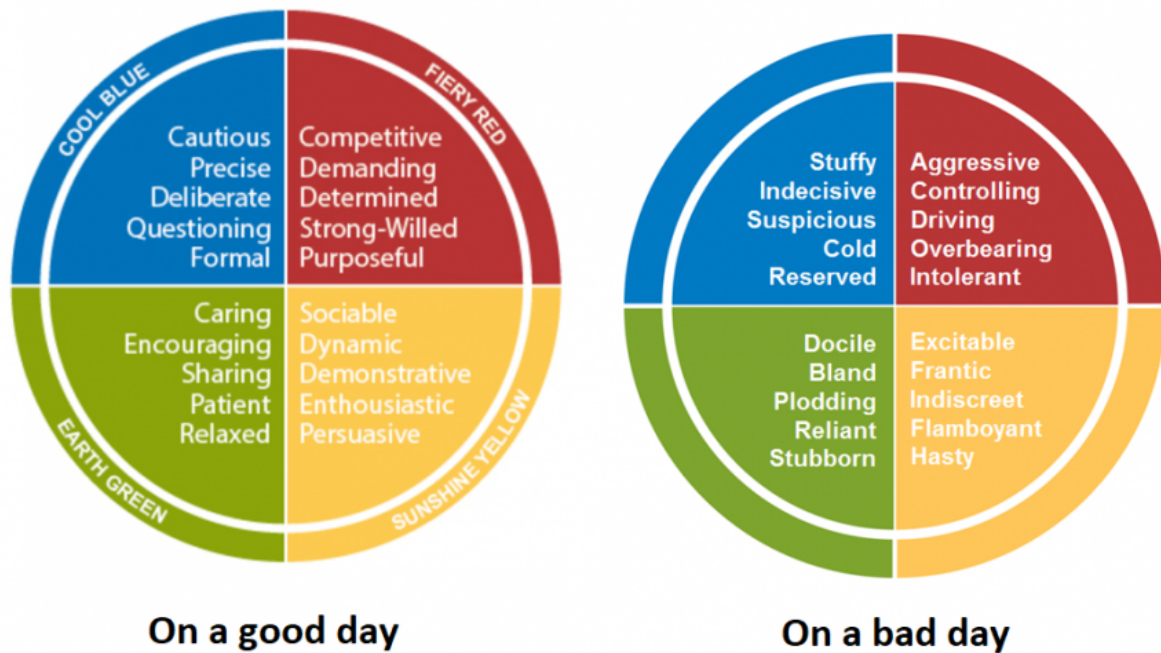 COOL BLUE
FIERY RED
Cautious
Precise
Deliberate
Questioning
Formal
Competitive
Demanding
Determined
Strong-Willed
Purposeful
Caring
Encouraging
Sharing
Patient
Relaxed
Sociable
Dynamic
Demonstrative
Enthousiastic
Persuasive
EARTH GREEN
SUNSHINE YELLOW
On a good day
Stuffy
Indecisive
Suspicious
Cold
Reserved
Aggressive
Controlling
Driving
Overbearing
Intolerant
Docile
Bland
Plodding
Reliant
Stubborn
Excitable
Frantic
Indiscreet
Flamboyant
Hasty
On a bad day